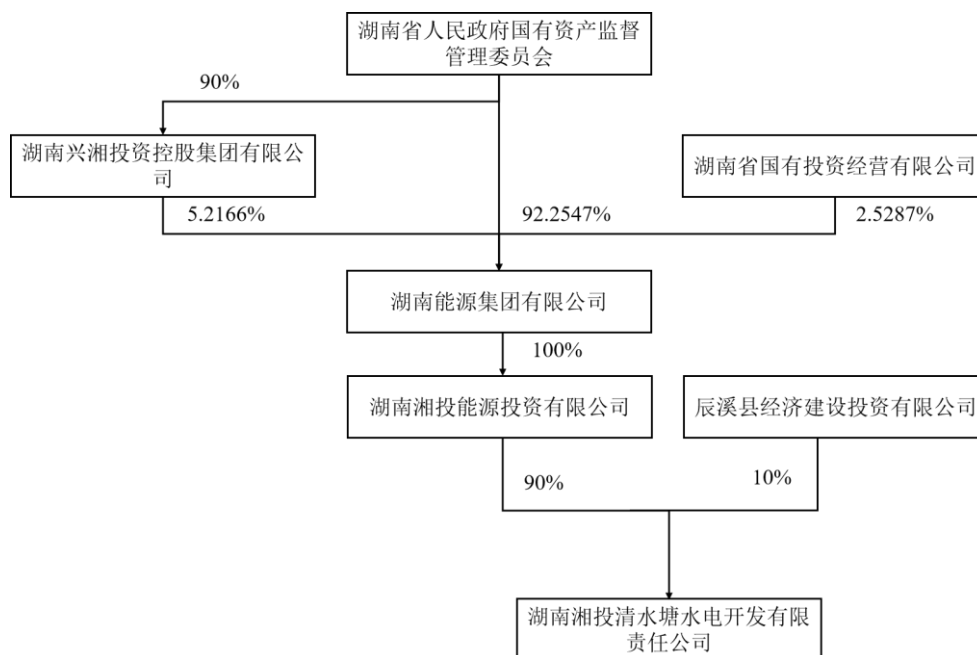 湖南省人民政府国有资产监督
管理委员会
90%
湖南兴湘投资控股集团有限公
司
湖南省国有投资经营有限公司
5.2166%
92.2547%
2.5287%
湖南能源集团有限公司
100%
湖南湘投能源投资有限公司
辰溪县经济建设投资有限公司
90%
10%
湖南湘投清水塘水电开发有限
责任公司